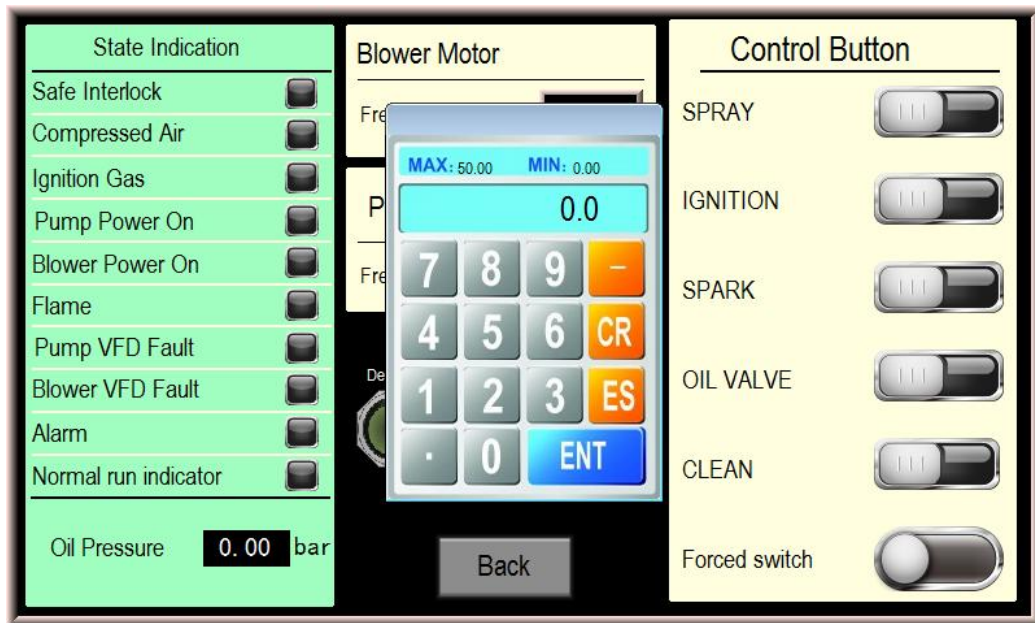 State Indication
Safe Interlock
Compressed Air
Ignition Gas
Pump Power On
Blower Power On
Flame
Pump VFD Fault
Blower VFD Fault
Alarm
Normal run indicator
Oil Pressure 0.00 bar
Blower Motor
Fre
P
Fre
De
MAX: 50.00 MIN: 0.00
0.0
7 8 9 −
4 5 6 CR
1 2 3 ES
. 0 ENT
Back
Control Button
SPRAY
IGNITION
SPARK
OIL VALVE
CLEAN
Forced switch